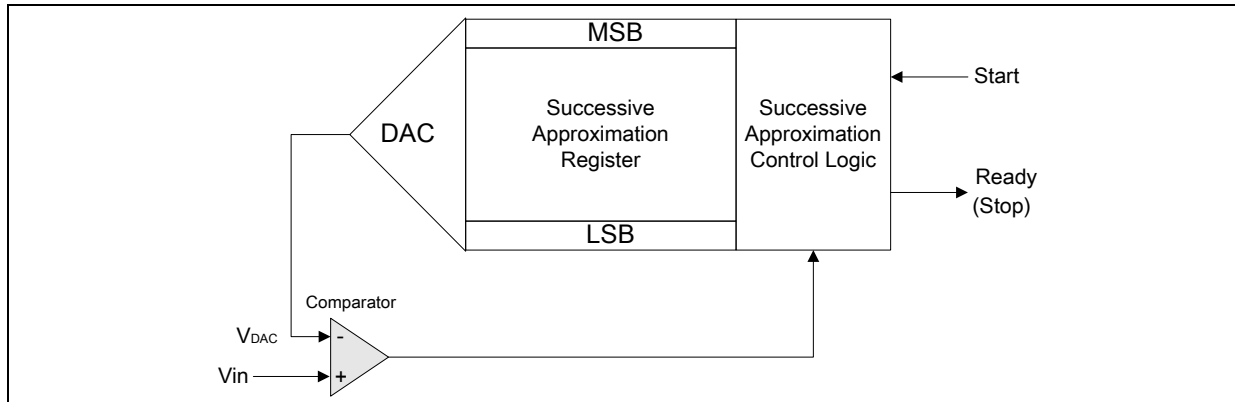 MSB
DAC
Successive
Approximation
Register
LSB
Successive
Approximation
Control Logic
Start
Ready
(Stop)
Comparator
VDAC
-
Vin
+